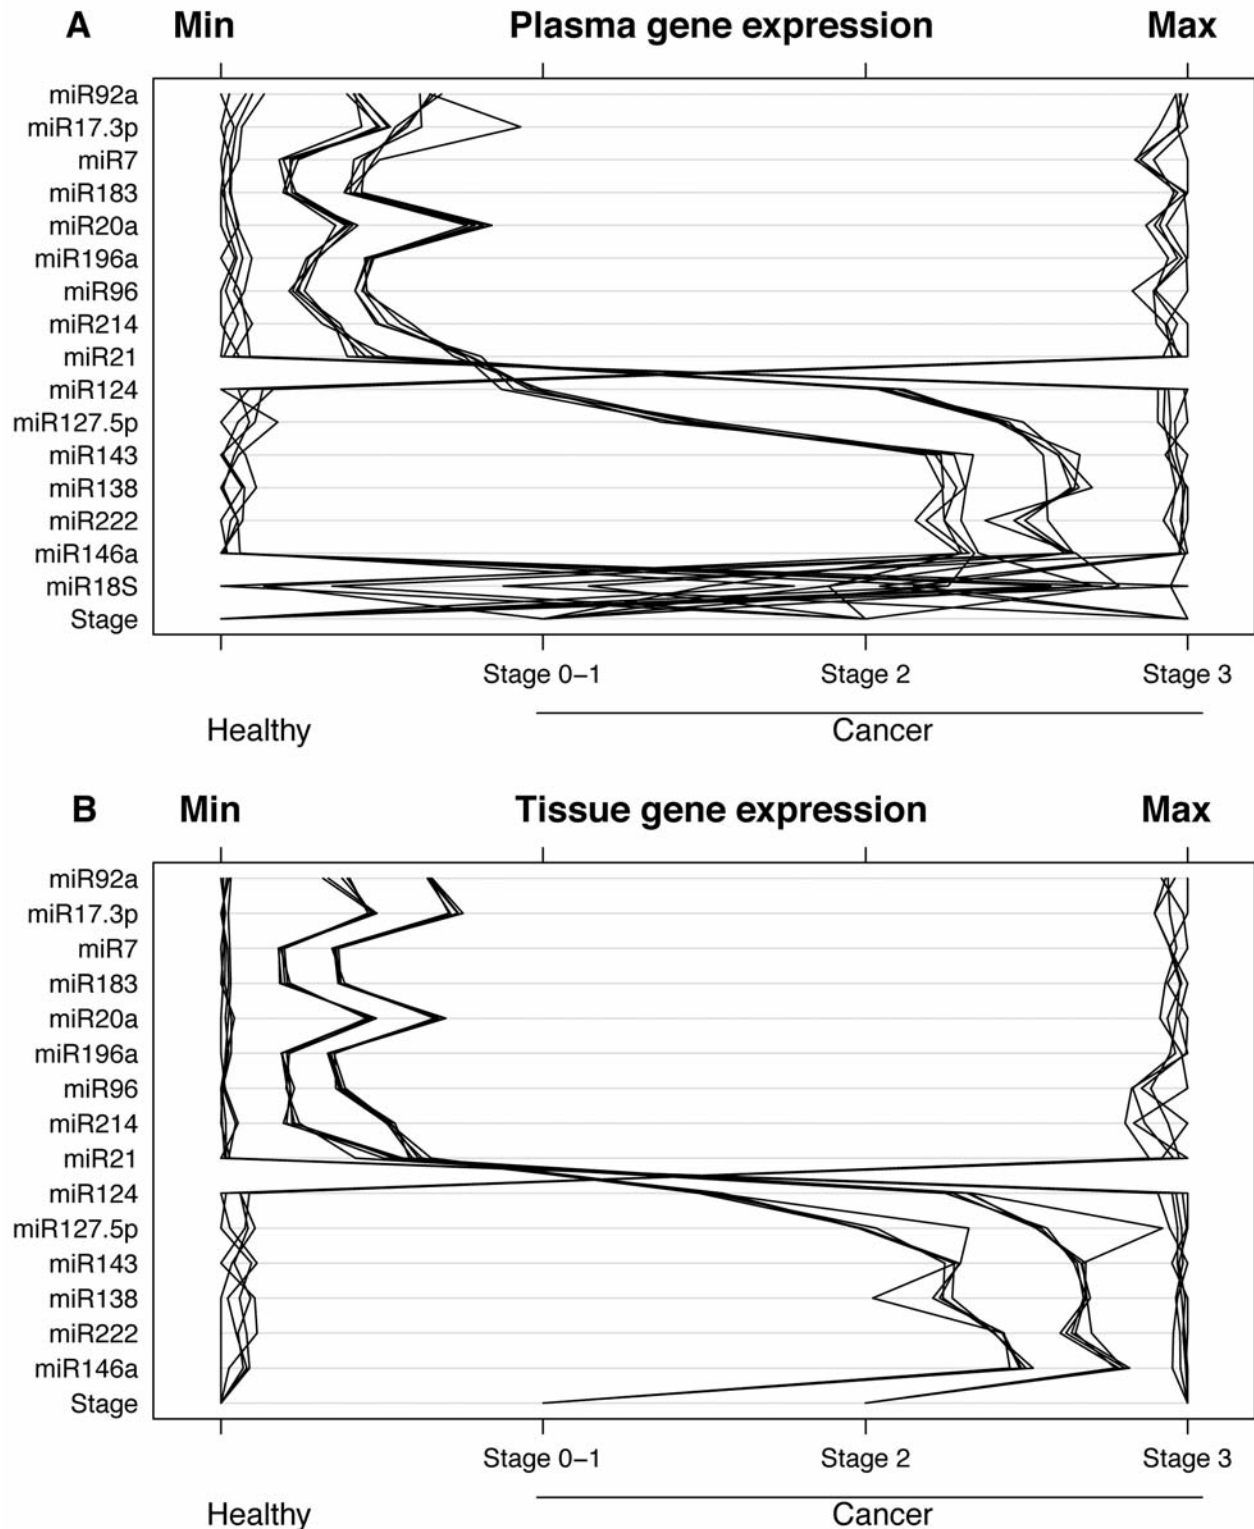 A Min Plasma gene expression Max
miR92a
miR17.3p
miR7
miR183
miR20a
miR196a
miR96
miR214
miR21
miR124
miR127.5p
miR143
miR138
miR222
miR146a
miR18S
Stage
Stage 0–1 Stage 2 Stage 3
Healthy Cancer
B Min Tissue gene expression Max
miR92a
miR17.3p
miR7
miR183
miR20a
miR196a
miR96
miR214
miR21
miR124
miR127.5p
miR143
miR138
miR222
miR146a
Stage
Stage 0–1 Stage 2 Stage 3
Healthy Cancer